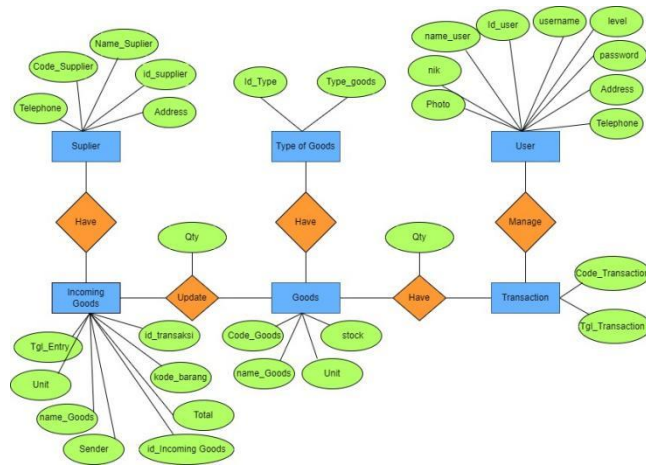 Name_Suplier
Code_Supplier
id_supplier
Telephone
Address
Suplier
Id_Type
Type_goods
Type of Goods
Id_user
username
level
name_user
password
nik
Address
Photo
Telephone
User
Have
Have
Manage
Qty
Qty
Incoming
Goods
Update
Goods
Have
Transaction
Code_Transaction
Tgl_Transaction
id_transaksi
Tgl_Entry
kode_barang
Unit
name_Goods
Total
Sender
id_Incoming Goods
Code_Goods
stock
name_Goods
Unit